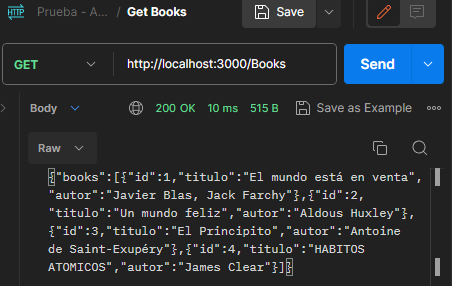 HTTP Prueba - A... / Get Books Save
GET http://localhost:3000/Books Send
Body 200 OK 10 ms 515 B Save as Example
Raw
{"books":[{"id":1,"titulo":"El mundo está en venta",
"autor":"Javier Blas, Jack Farchy"},{"id":2,
"titulo":"Un mundo feliz","autor":"Aldous Huxley"},
{"id":3,"titulo":"El Principito","autor":"Antoine
de Saint-Exupéry"},{"id":4,"titulo":"HABITOS
ATOMICOS","autor":"James Clear"}]}